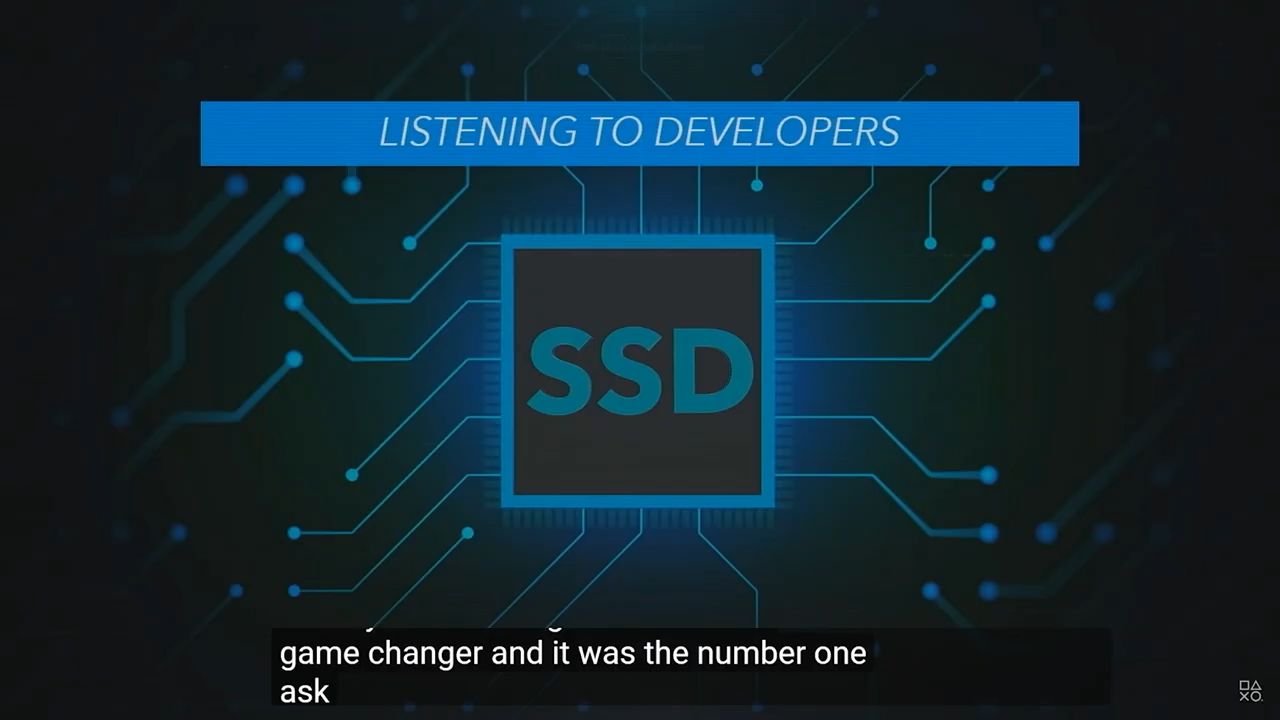 LISTENING TO DEVELOPERS
SSD
game changer and it was the number one
ask